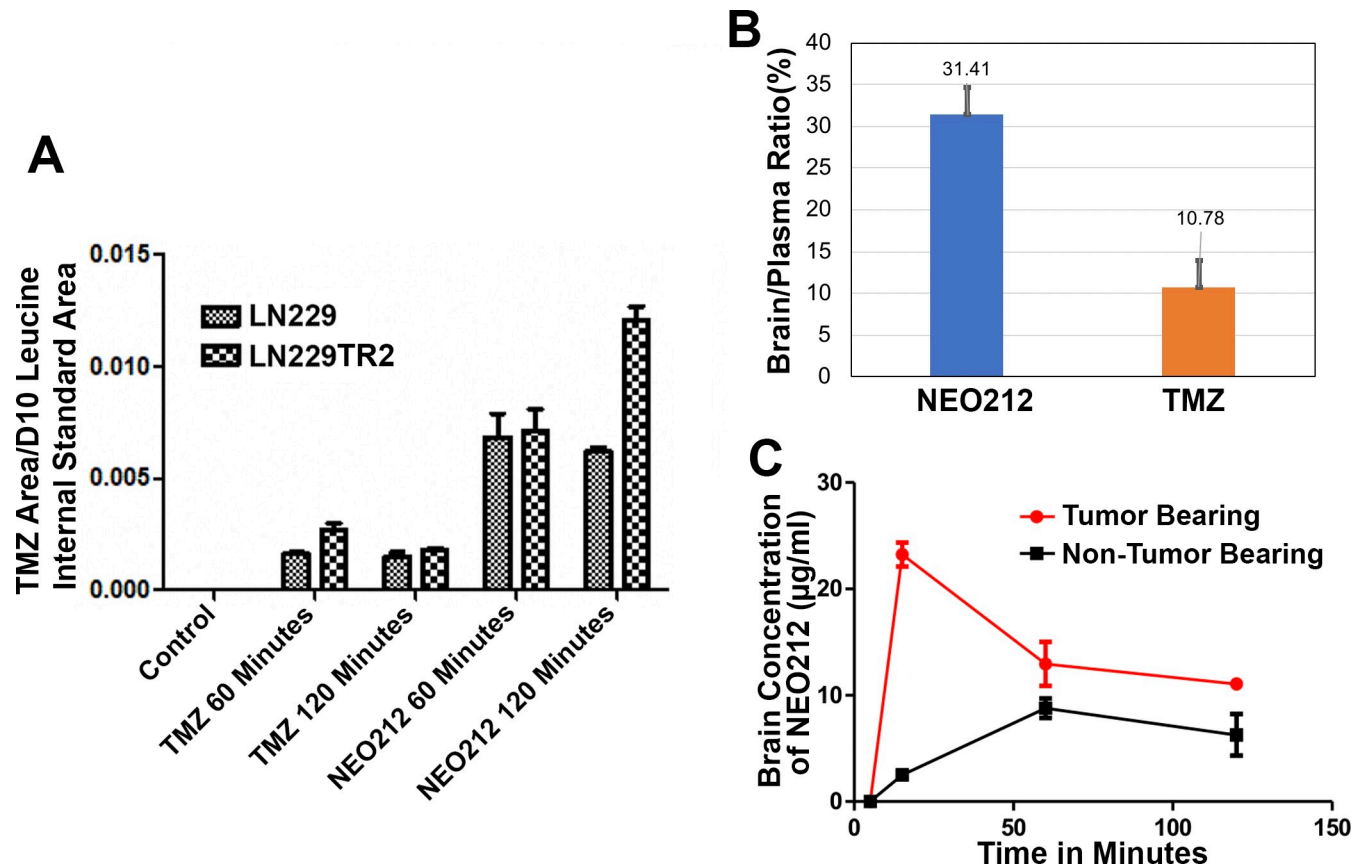 A
TMZ Area/D10 Leucine
Internal Standard Area
0.015
0.010
0.005
0.000
LN229
LN229TR2
Control
TMZ 60 Minutes
TMZ 120 Minutes
NEO212 60 Minutes
NEO212 120 Minutes
B
Brain/Plasma Ratio(%)
40
35
30
25
20
15
10
5
0
31.41
10.78
NEO212
TMZ
C
Brain Concentration
of NEO212 (µg/ml)
30
20
10
0
Tumor Bearing
Non-Tumor Bearing
0
50
100
150
Time in Minutes